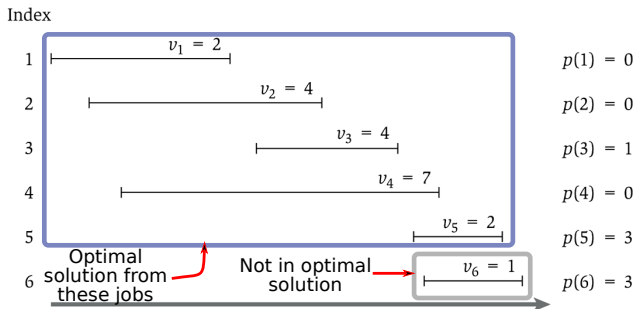 Index
1 v₁ = 2 p(1) = 0
2 v₂ = 4 p(2) = 0
3 v₃ = 4 p(3) = 1
4 v₄ = 7 p(4) = 0
5 v₅ = 2 p(5) = 3
Optimal
solution from
these jobs
Not in optimal
solution
6 v₆ = 1 p(6) = 3